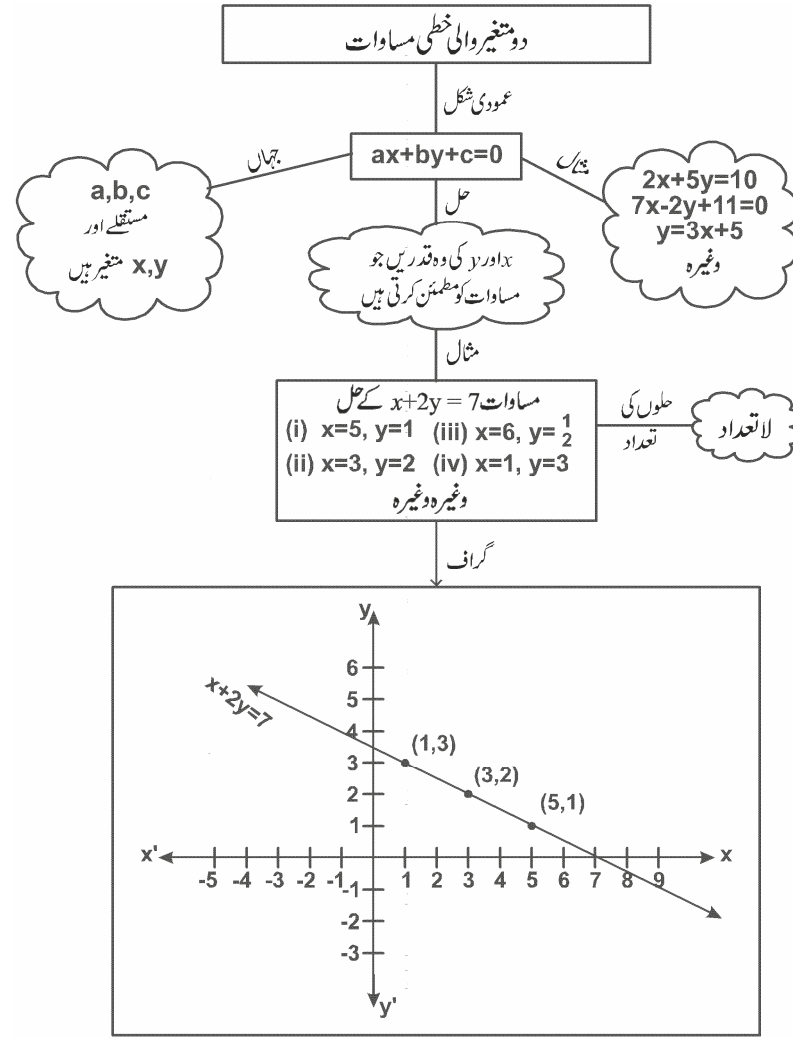 دو متغیر والی خطی مساوات
عمودی شکل
ax+by+c=0
جہاں
a,b,c
مستقلے اور
x,y متغیر ہیں
مثالیں
2x+5y=10
7x-2y+11=0
y=3x+5
وغیرہ
حل
x اور y کی وہ قدریں جو
مساوات کو مطمئن کرتی ہیں
مثال
مساوات x+2y = 7 کے حل
(i) x=5, y=1 (iii) x=6, y=1/2
(ii) x=3, y=2 (iv) x=1, y=3
وغیرہ وغیرہ
حلوں کی
تعداد
لا تعداد
گراف
y
6
5
4
3
2
1
x+2y=7
(1,3)
(3,2)
(5,1)
x'
x
-5 -4 -3 -2 -1 1 2 3 4 5 6 7 8 9
-1
-2
-3
y'